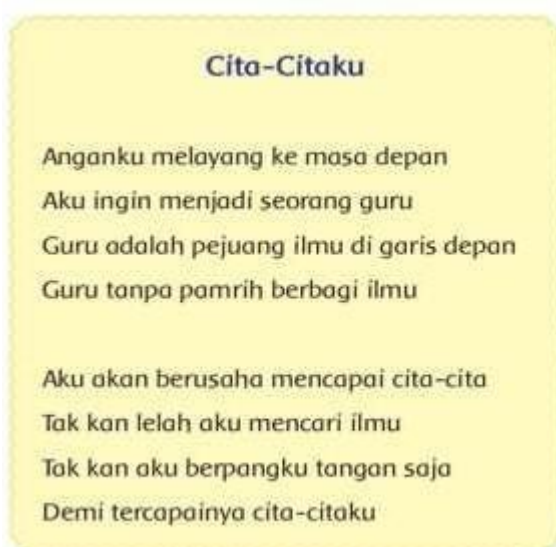 Cita-Citaku
Anganku melayang ke masa depan
Aku ingin menjadi seorang guru
Guru adalah pejuang ilmu di garis depan
Guru tanpa pamrih berbagi ilmu
Aku akan berusaha mencapai cita-cita
Tak kan lelah aku mencari ilmu
Tak kan aku berpangku tangan saja
Demi tercapainya cita-citaku